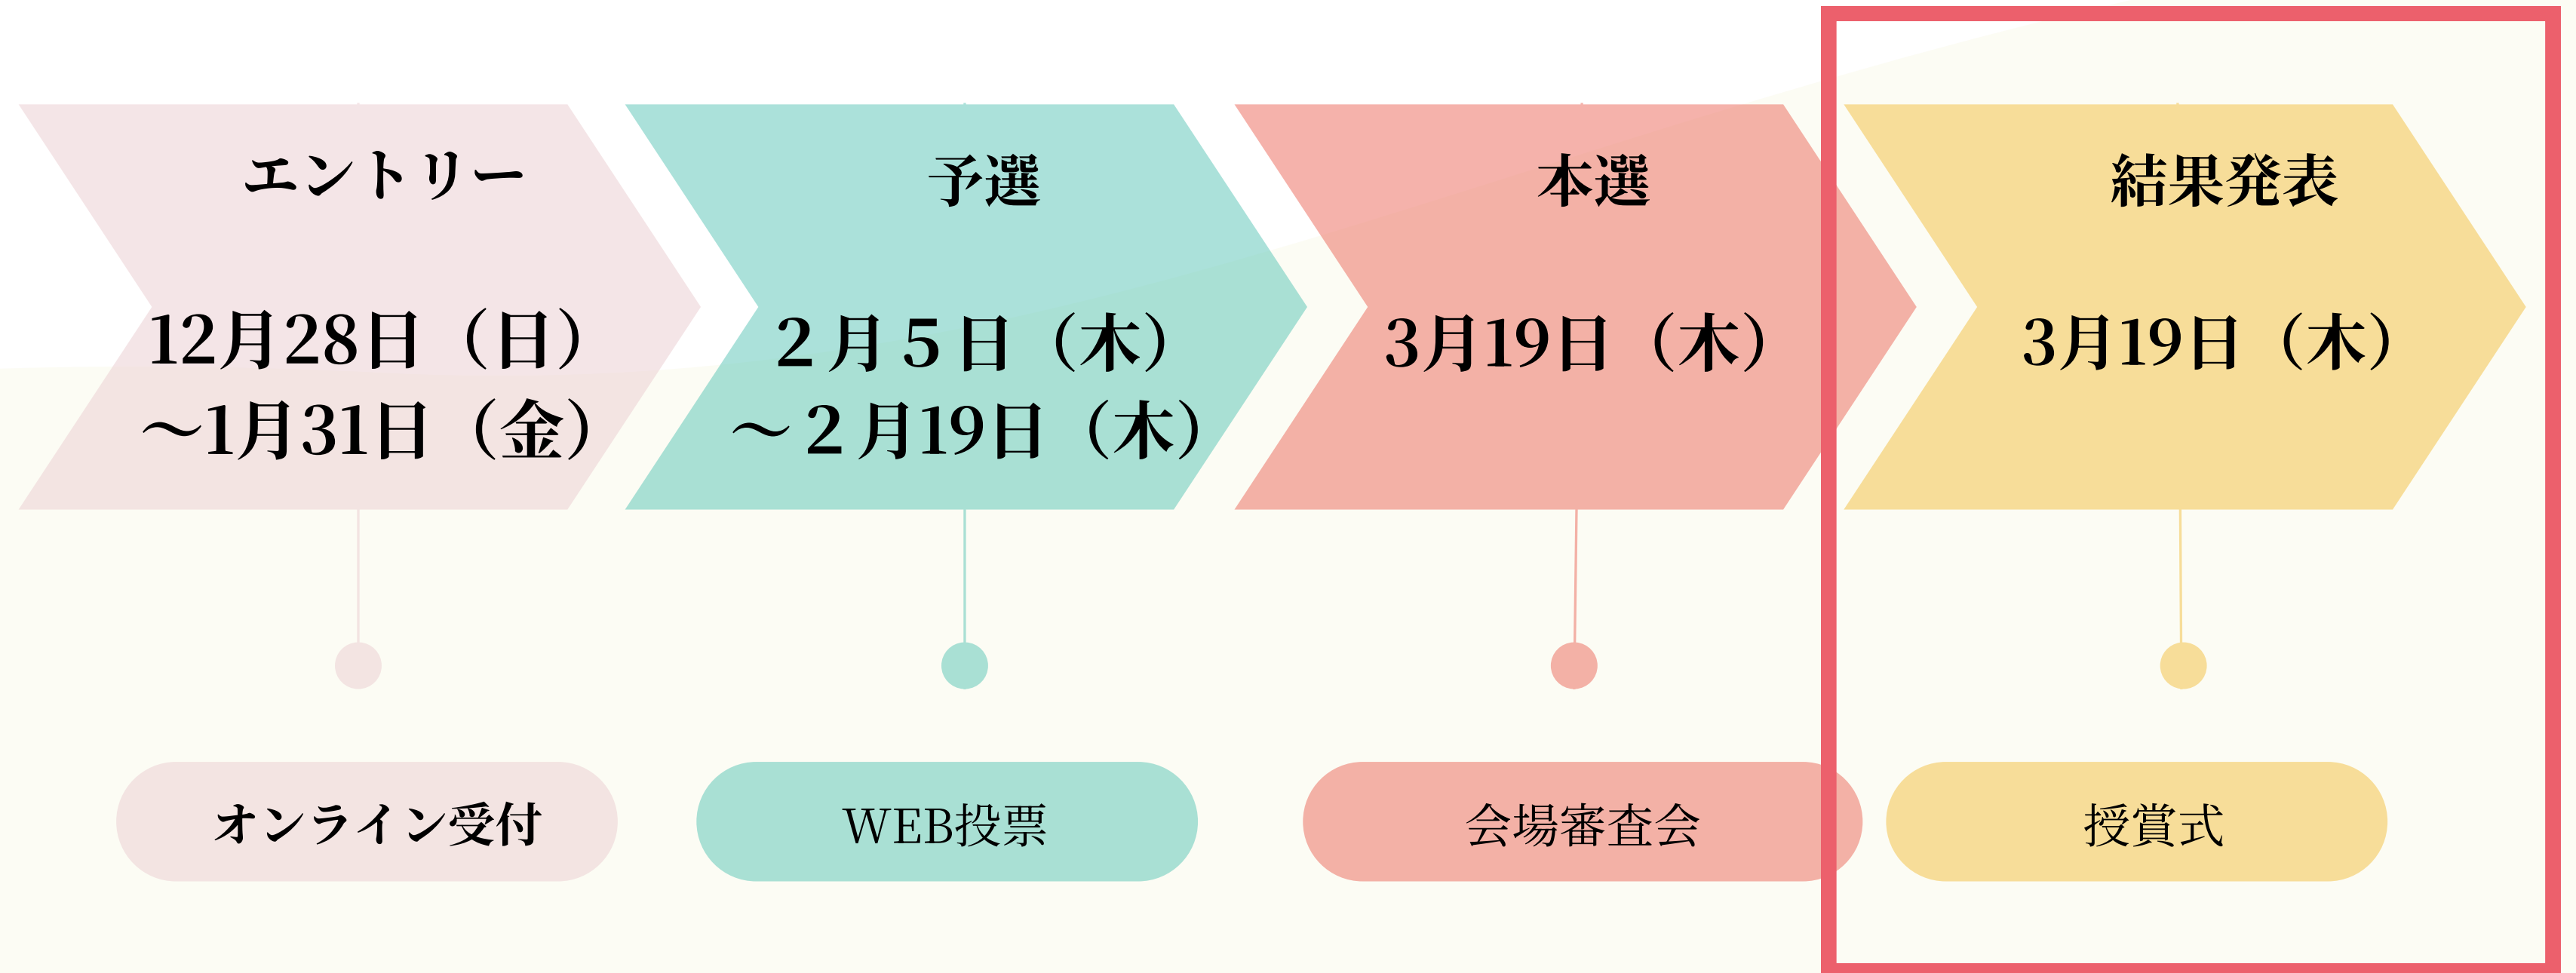 エントリー
12月28日（日）
～1月31日（金）
オンライン受付
予選
２月５日（木）
～２月19日（木）
WEB投票
本選
3月19日（木）
会場審査会
結果発表
3月19日（木）
授賞式